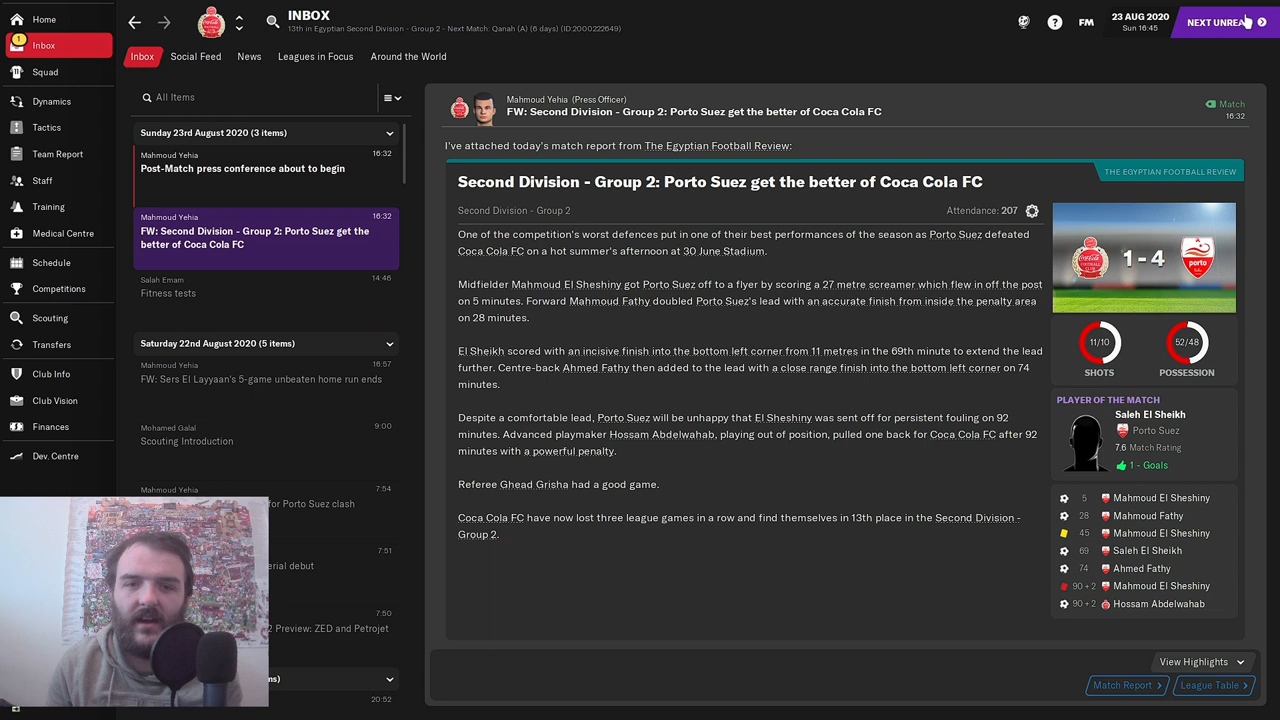 Home
INBOX
13th in Egyptian Second Division - Group 2 - Next Match: Qanah (A) (6 days) (ID:2000222649)
FM
23 AUG 2020
Sun 16:45
NEXT UNREAD
1
Inbox
Squad
Dynamics
Tactics
Team Report
Staff
Training
Medical Centre
Schedule
Competitions
Scouting
Transfers
Club Info
Club Vision
Finances
Dev. Centre
Inbox
Social Feed
News
Leagues in Focus
Around the World
All Items
Sunday 23rd August 2020 (3 items)
Mahmoud Yehia
16:32
Post-Match press conference about to begin
Mahmoud Yehia
16:32
FW: Second Division - Group 2: Porto Suez get the
better of Coca Cola FC
Salah Emam
14:46
Fitness tests
Saturday 22nd August 2020 (5 items)
Mahmoud Yehia
16:57
FW: Sers El Layyaan's 5-game unbeaten home run ends
Mohamed Galal
9:00
Scouting Introduction
Mahmoud Yehia
7:54
for Porto Suez clash
7:51
erial debut
7:50
2 Preview: ZED and Petrojet
ms)
20:52
Mahmoud Yehia (Press Officer)
FW: Second Division - Group 2: Porto Suez get the better of Coca Cola FC
Match
16:32
I've attached today's match report from The Egyptian Football Review:
THE EGYPTIAN FOOTBALL REVIEW
Second Division - Group 2: Porto Suez get the better of Coca Cola FC
Second Division - Group 2
Attendance: 207
One of the competition's worst defences put in one of their best performances of the season as Porto Suez defeated
Coca Cola FC on a hot summer's afternoon at 30 June Stadium.
Midfielder Mahmoud El Sheshiny got Porto Suez off to a flyer by scoring a 27 metre screamer which flew in off the post
on 5 minutes. Forward Mahmoud Fathy doubled Porto Suez's lead with an accurate finish from inside the penalty area
on 28 minutes.
El Sheikh scored with an incisive finish into the bottom left corner from 11 metres in the 69th minute to extend the lead
further. Centre-back Ahmed Fathy then added to the lead with a close range finish into the bottom left corner on 74
minutes.
Despite a comfortable lead, Porto Suez will be unhappy that El Sheshiny was sent off for persistent fouling on 92
minutes. Advanced playmaker Hossam Abdelwahab, playing out of position, pulled one back for Coca Cola FC after 92
minutes with a powerful penalty.
Referee Ghead Grisha had a good game.
Coca Cola FC have now lost three league games in a row and find themselves in 13th place in the Second Division -
Group 2.
1 - 4
porto
11/10
SHOTS
52/48
POSSESSION
PLAYER OF THE MATCH
Saleh El Sheikh
Porto Suez
7.6 Match Rating
1 - Goals
5 Mahmoud El Sheshiny
28 Mahmoud Fathy
45 Mahmoud El Sheshiny
69 Saleh El Sheikh
74 Ahmed Fathy
90 + 2 Mahmoud El Sheshiny
90 + 2 Hossam Abdelwahab
View Highlights
Match Report
League Table